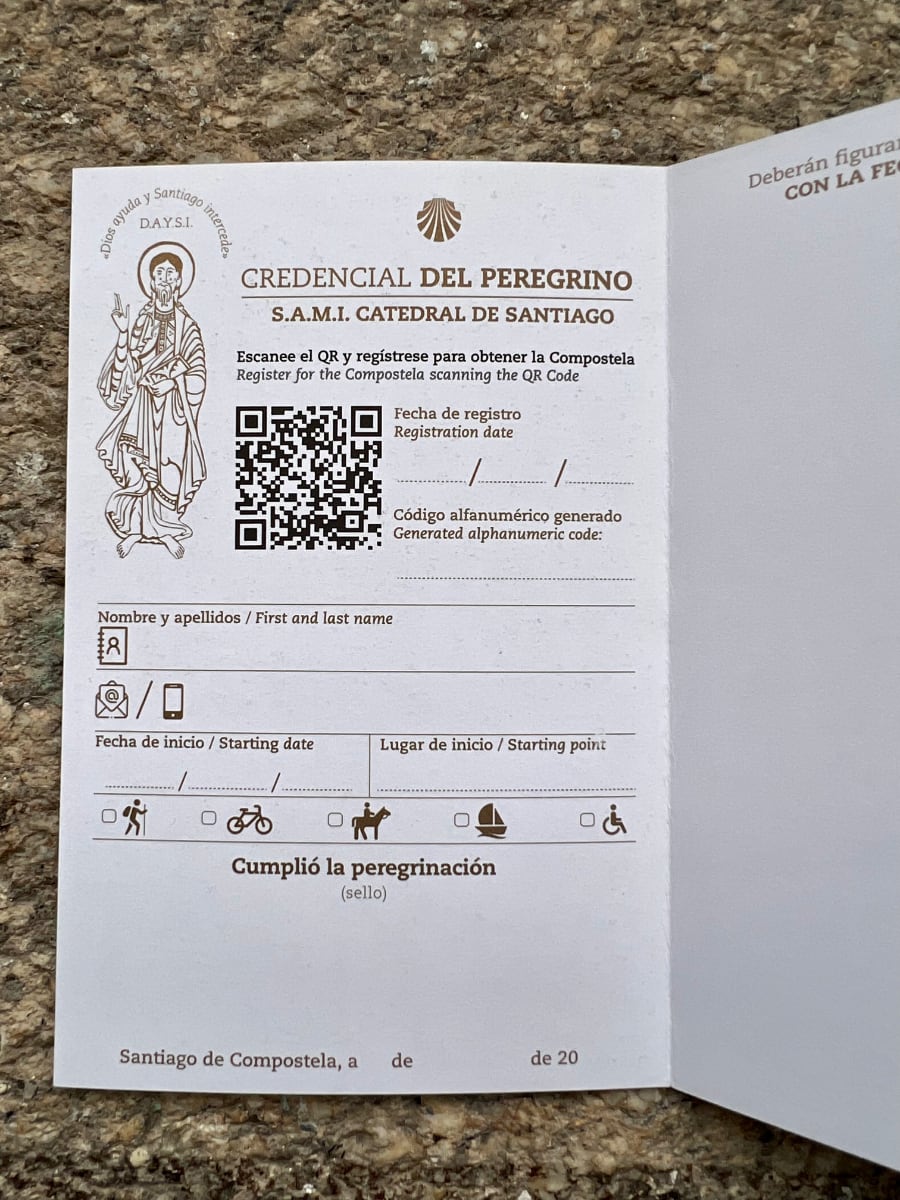 «Dios ayuda y Santiago intercede»
D.A.Y.S.I.
CREDENCIAL DEL PEREGRINO
S.A.M.I. CATEDRAL DE SANTIAGO
Escanee el QR y regístrese para obtener la Compostela
Register for the Compostela scanning the QR Code
Fecha de registro
Registration date
/ /
Código alfanumérico generado
Generated alphanumeric code:
Nombre y apellidos / First and last name
@ /
Fecha de inicio / Starting date
/ /
Lugar de inicio / Starting point
Cumplió la peregrinación
(sello)
Santiago de Compostela, a de de 20
Deberán figurar
CON LA